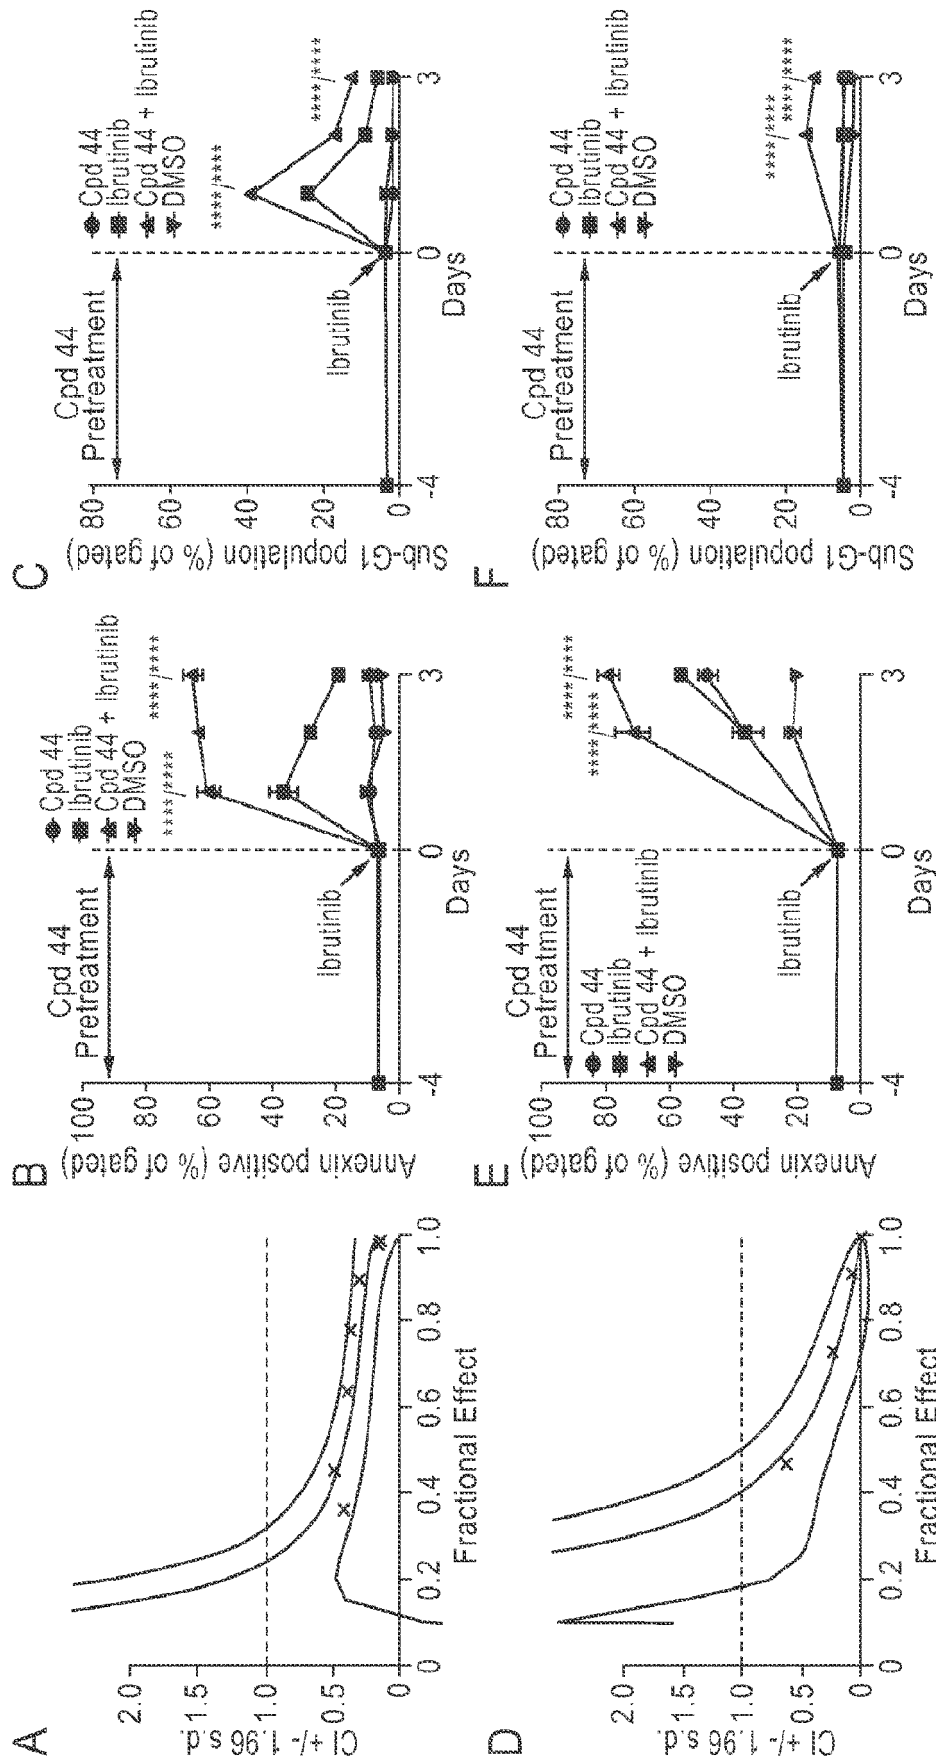 A
CI +/- 1.96 s.d.
2.0
1.5
1.0
0.5
0
0 0.2 0.4 0.6 0.8 1.0
Fractional Effect
B
Annexin positive (% of gated)
100
80
60
40
20
0
Cpd 44
Pretreatment
Cpd 44
Ibrutinib
Cpd 44 + Ibrutinib
DMSO
****/****
****/****
Ibrutinib
-4 0 3
Days
C
Sub-G1 population (% of gated)
80
60
40
20
0
Cpd 44
Pretreatment
Cpd 44
Ibrutinib
Cpd 44 + Ibrutinib
DMSO
****/****
****/****
Ibrutinib
-4 0 3
Days
D
CI +/- 1.96 s.d.
2.0
1.5
1.0
0.5
0
0 0.2 0.4 0.6 0.8 1.0
Fractional Effect
E
Annexin positive (% of gated)
100
80
60
40
20
0
Cpd 44
Pretreatment
Cpd 44
Ibrutinib
Cpd 44 + Ibrutinib
DMSO
****/****
****/****
Ibrutinib
-4 0 3
Days
F
Sub-G1 population (% of gated)
80
60
40
20
0
Cpd 44
Pretreatment
Cpd 44
Ibrutinib
Cpd 44 + Ibrutinib
DMSO
****/****
****/****
Ibrutinib
-4 0 3
Days